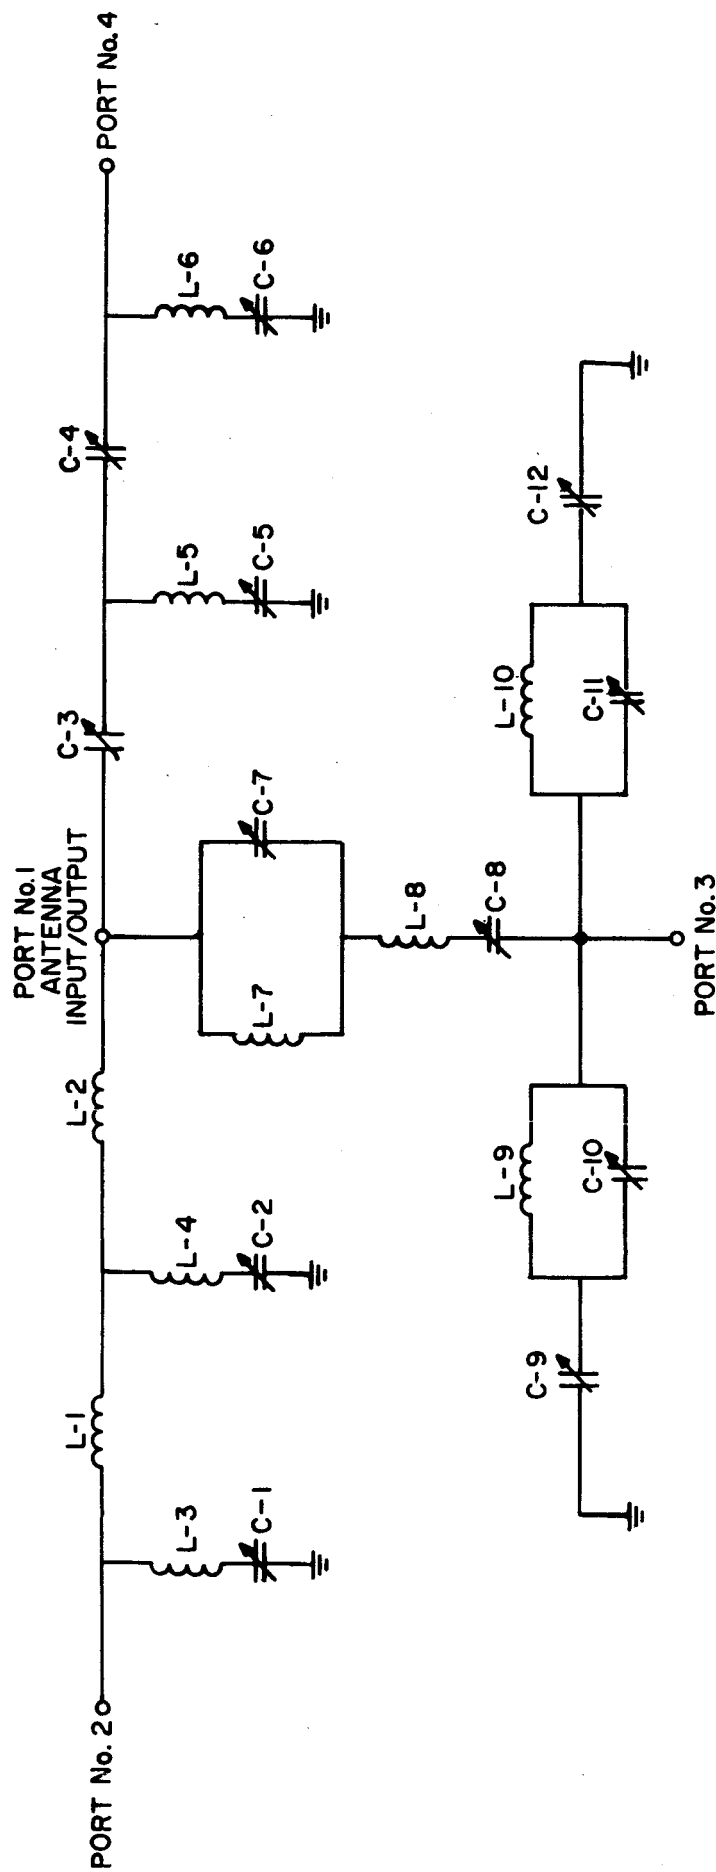 PORT No. 2
L-1
L-2
PORT No. 1
ANTENNA
INPUT/OUTPUT
C-3
C-4
PORT No. 4
L-3
C-1
L-4
C-2
L-5
C-5
L-6
C-6
L-7
C-7
L-8
C-8
C-9
L-9
C-10
L-10
C-11
C-12
PORT No. 3